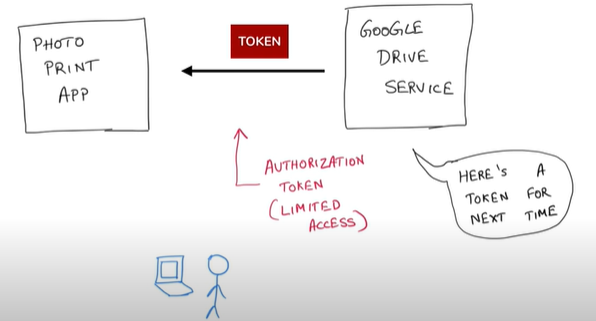 PHOTO
PRINT
APP
TOKEN
GOOGLE
DRIVE
SERVICE
AUTHORIZATION
TOKEN
(LIMITED
ACCESS)
HERE'S A
TOKEN FOR
NEXT TIME